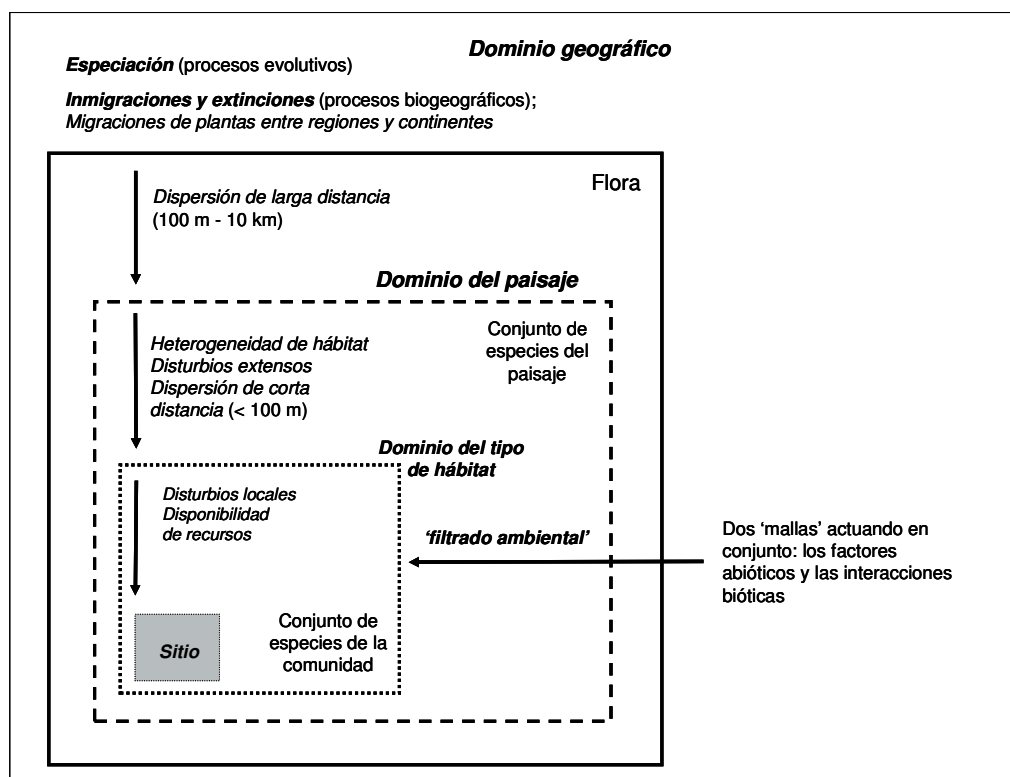 Dominio geográfico
Especiación (procesos evolutivos)
Inmigraciones y extinciones (procesos biogeográficos);
Migraciones de plantas entre regiones y continentes
Flora
Dispersión de larga distancia
(100 m - 10 km)
Dominio del paisaje
Conjunto de
especies del
paisaje
Heterogeneidad de hábitat
Disturbios extensos
Dispersión de corta
distancia (< 100 m)
Dominio del tipo
de hábitat
Disturbios locales
Disponibilidad
de recursos
‘filtrado ambiental’
Dos ‘mallas’ actuando en
conjunto: los factores
abióticos y las interacciones
bióticas
Conjunto de
especies de la
comunidad
Sitio